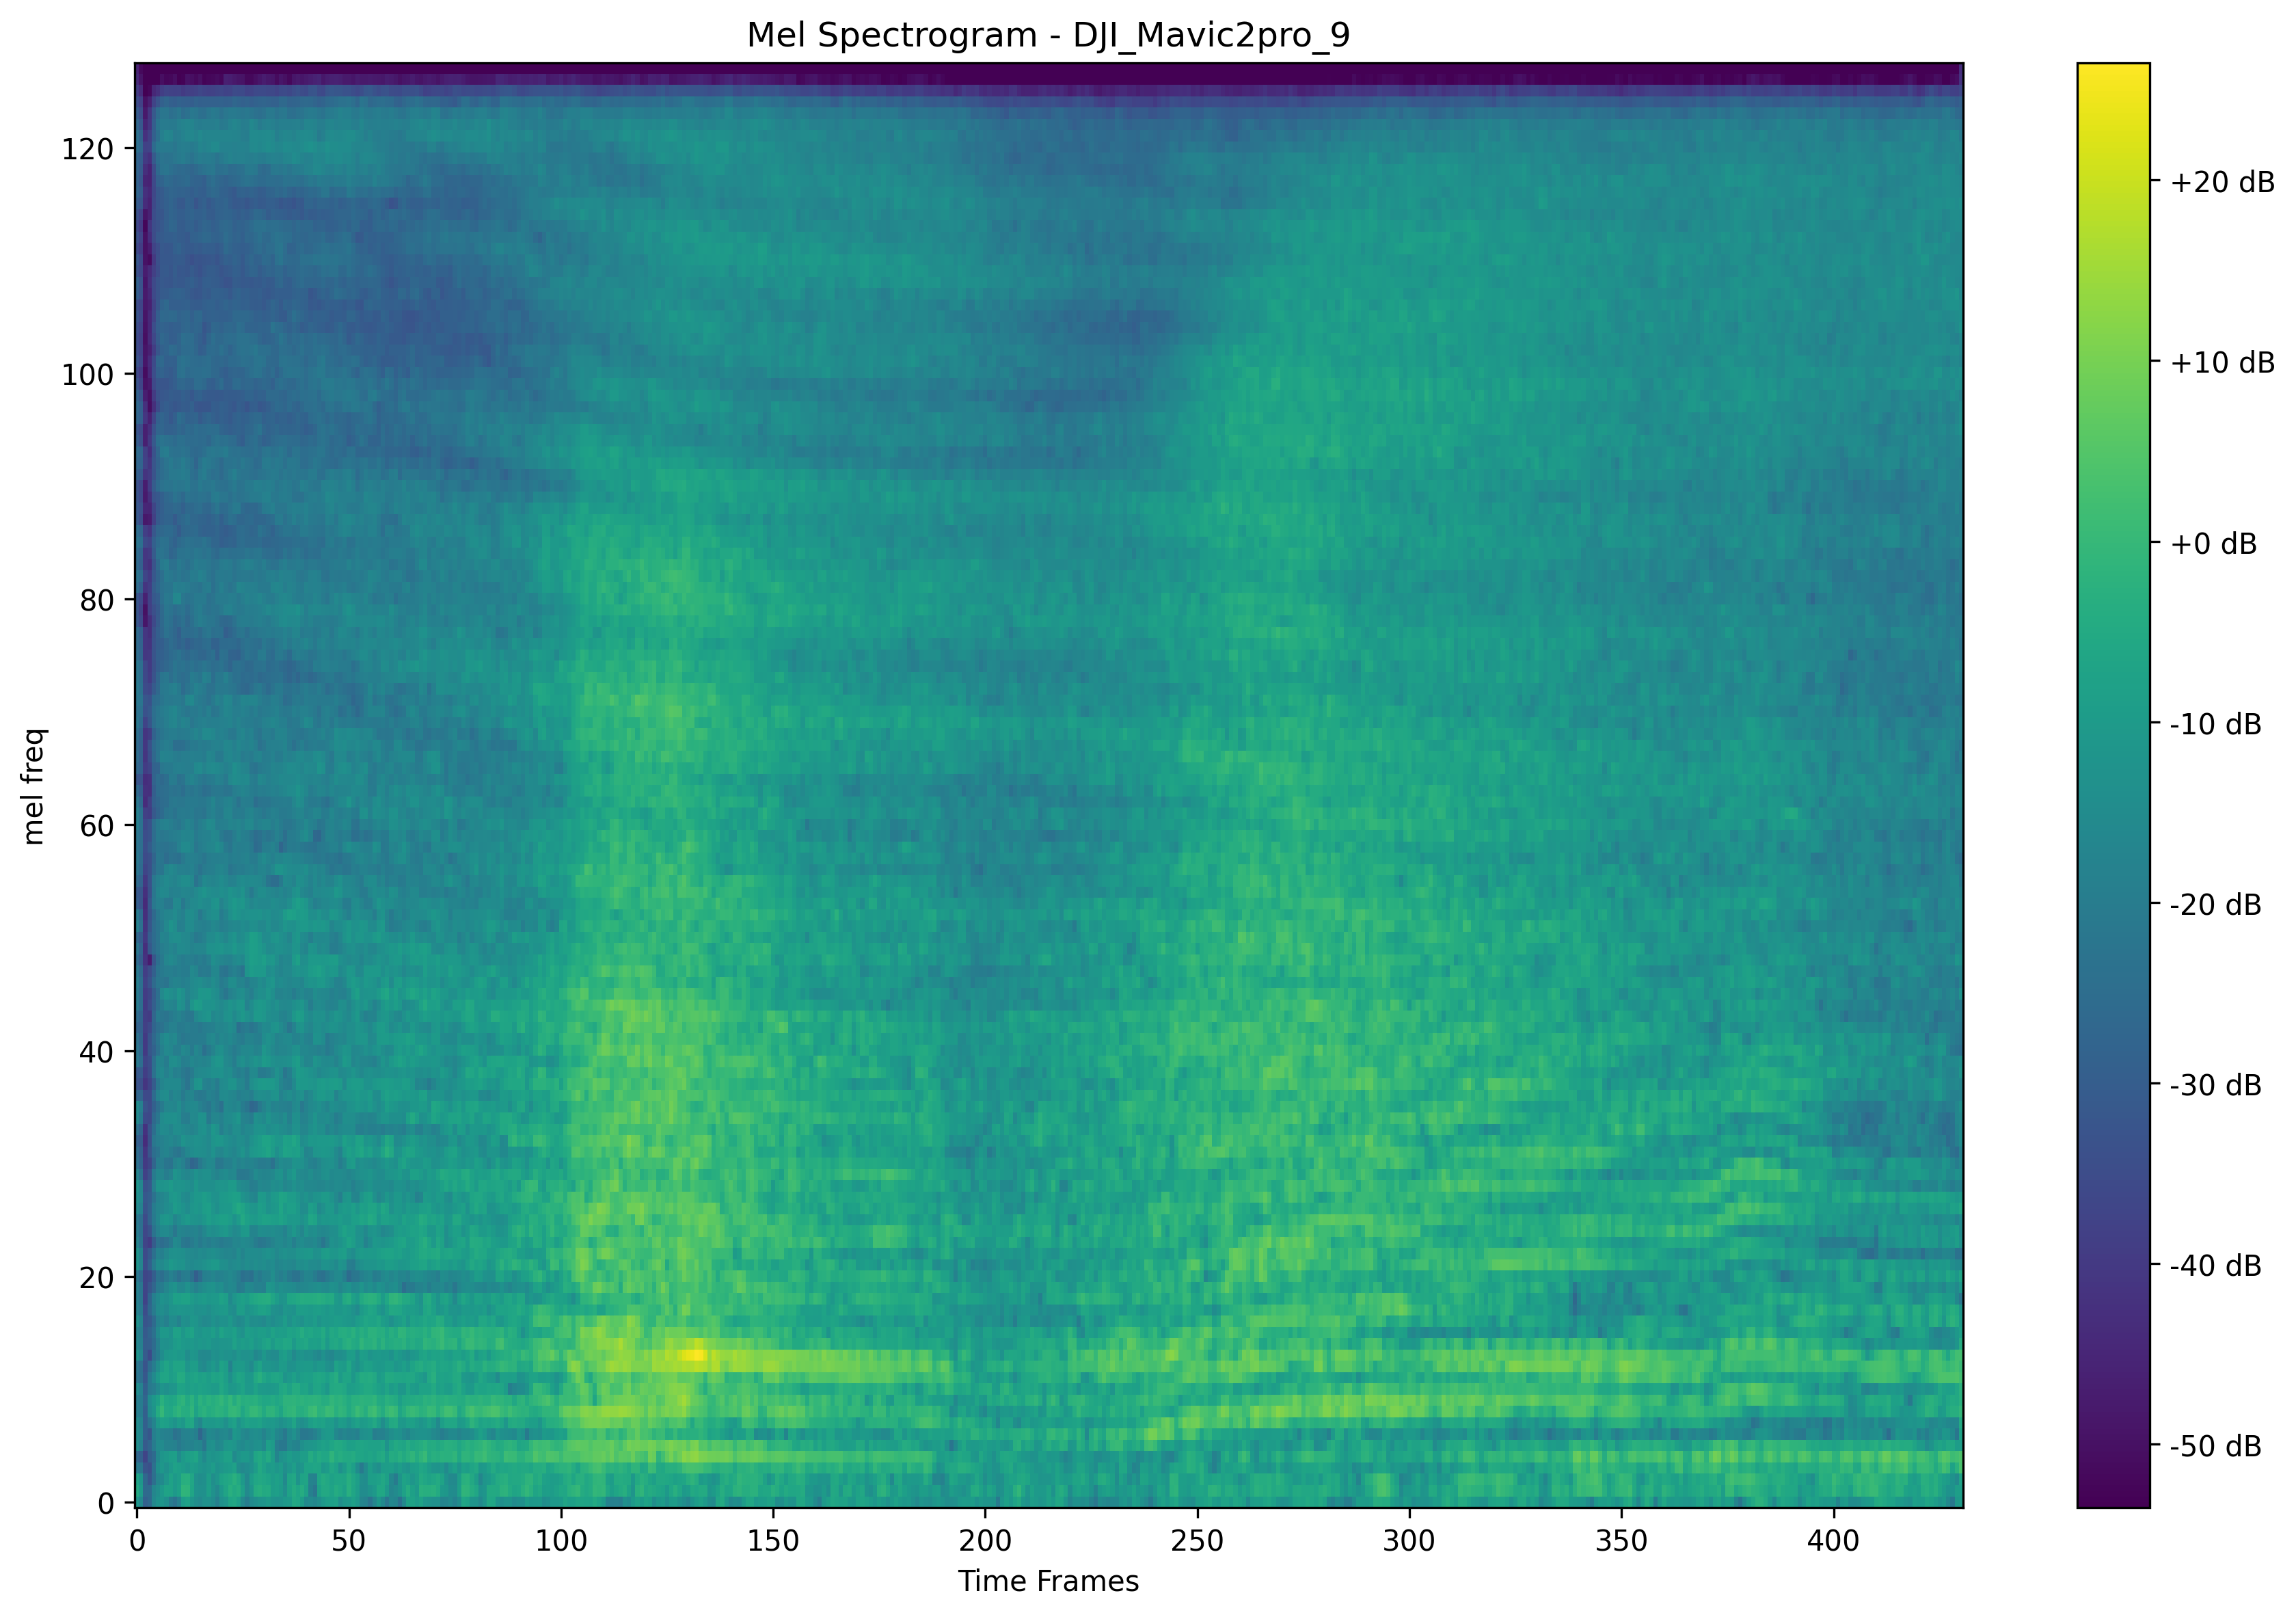 Mel Spectrogram - DJI_Mavic2pro_9
mel freq
120
100
80
60
40
20
0
0 50 100 150 200 250 300 350 400
Time Frames
+20 dB
+10 dB
+0 dB
-10 dB
-20 dB
-30 dB
-40 dB
-50 dB